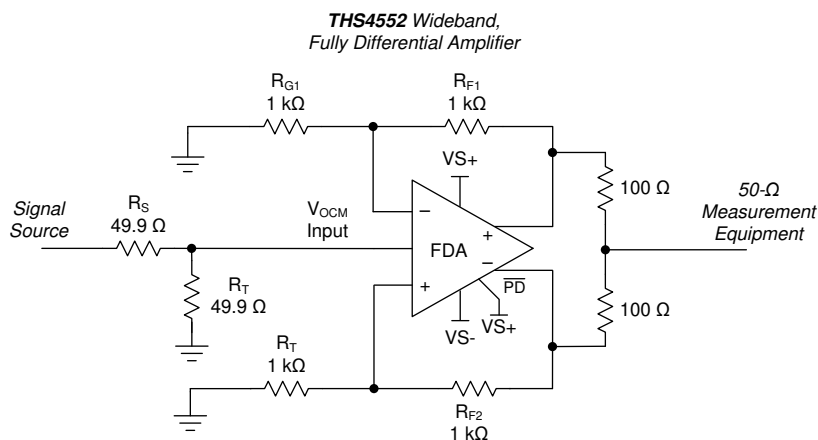 THS4552 Wideband,
Fully Differential Amplifier
RG1
1 kΩ
RF1
1 kΩ
VS+
100 Ω
50-Ω
Measurement
Equipment
Signal
Source
RS
49.9 Ω
VOCM
Input
−
+
FDA
−
+
PD
RT
49.9 Ω
VS-
VS+
100 Ω
RT
1 kΩ
RF2
1 kΩ